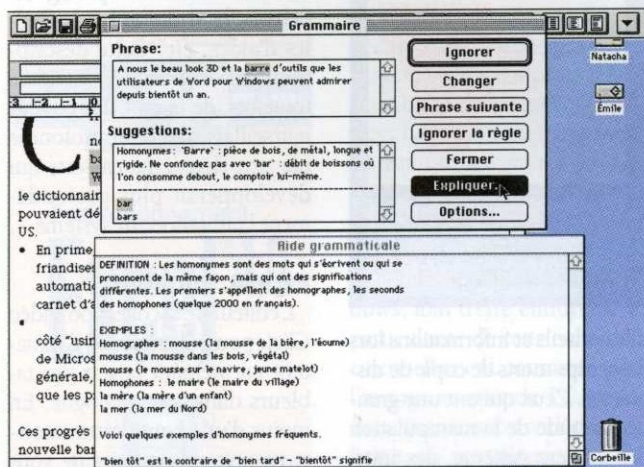 Grammaire
Natacha
Émile
Phrase:
A nous le beau look 3D et la barre d'outils que les
utilisateurs de Word pour Windows peuvent admirer
depuis bientôt un an.
Ignorer
Changer
Phrase suivante
Ignorer la règle
Fermer
Expliquer...
Options...
Suggestions:
Homonymes: 'Barre' : pièce de bois, de métal, longue et
rigide. Ne confondez pas avec 'bar' : débit de boissons où
l'on consomme debout, le comptoir lui-même.
bar
bars
3 -2 -1 0
C
le dictionnair
pouvaient dé
US.
• En prime
friandises
automatic
carnet d'a
•
côté "usin
de Micros
générale,
que les p
Ces progrès
nouvelle bar
Aide grammaticale
DEFINITION : Les homonymes sont des mots qui s'écrivent ou qui se
prononcent de la même façon, mais qui ont des significations
différentes. Les premiers s'appellent des homographes, les seconds
des homophones (quelque 2000 en français).
EXEMPLES :
Homographes : mousse (la mousse de la bière, l'écume)
mousse (la mousse dans les bois, végétal)
mousse (le mousse sur le navire, jeune matelot)
Homophones : le maire (le maire du village)
la mère (la mère d'un enfant)
la mer (la mer du Nord)
Voici quelques exemples d'homonymes fréquents.
"bien tôt" est le contraire de "bien tard" - "bientôt" signifie
Corbeille